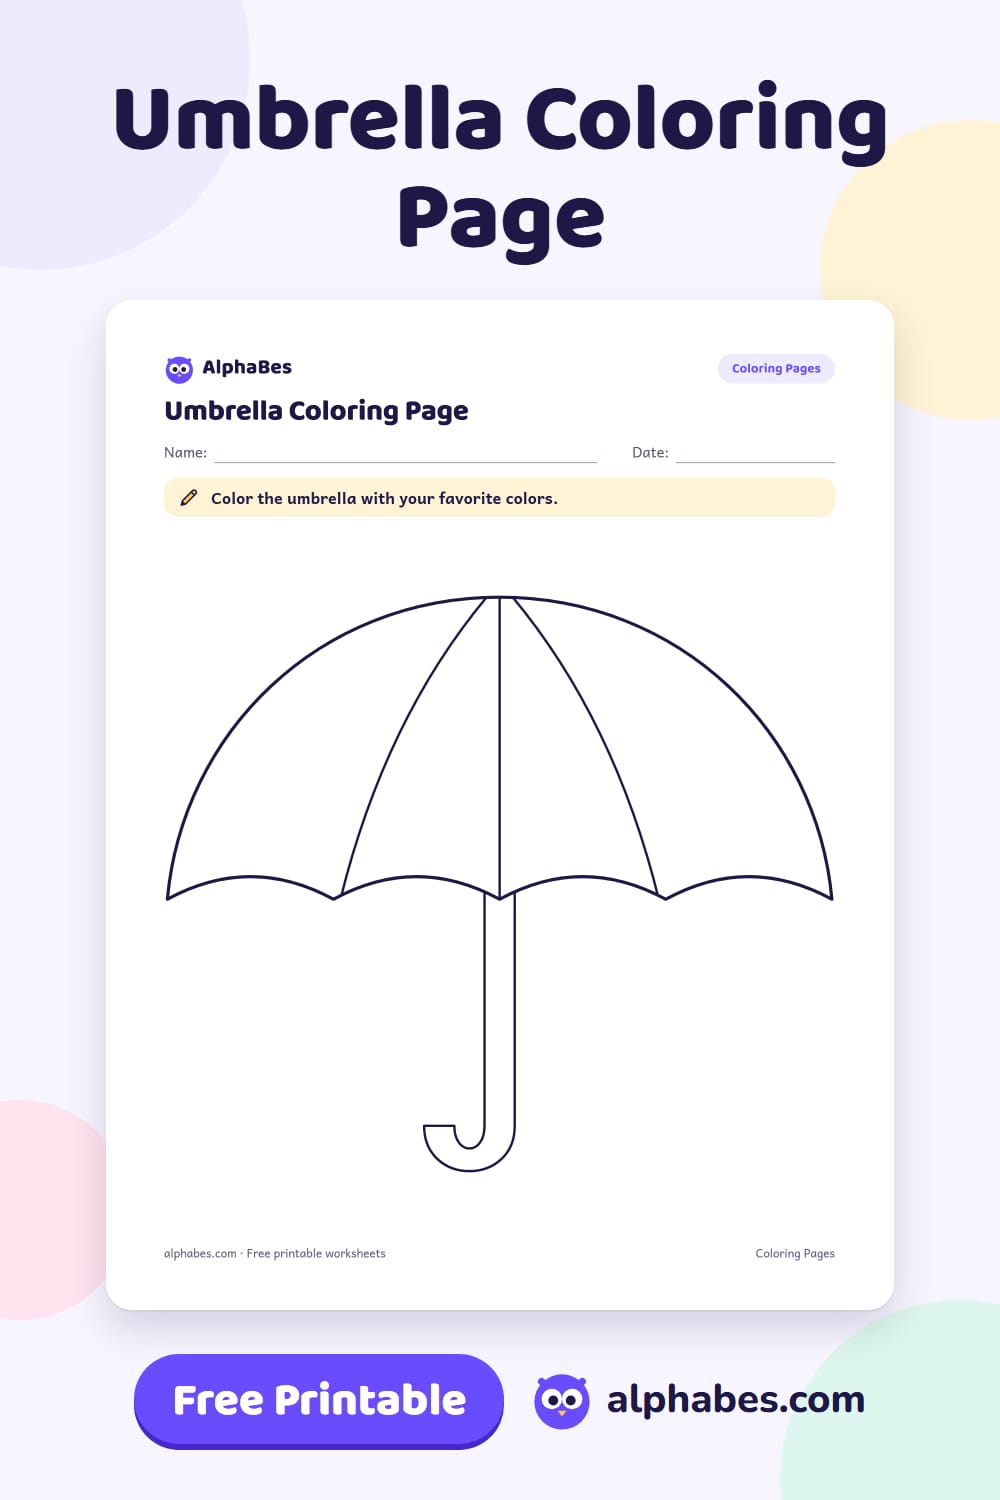 Umbrella Coloring
Page
AlphaBes
Coloring Pages
Umbrella Coloring Page
Name:
Date:
Color the umbrella with your favorite colors.
alphabes.com · Free printable worksheets
Coloring Pages
Free Printable
alphabes.com